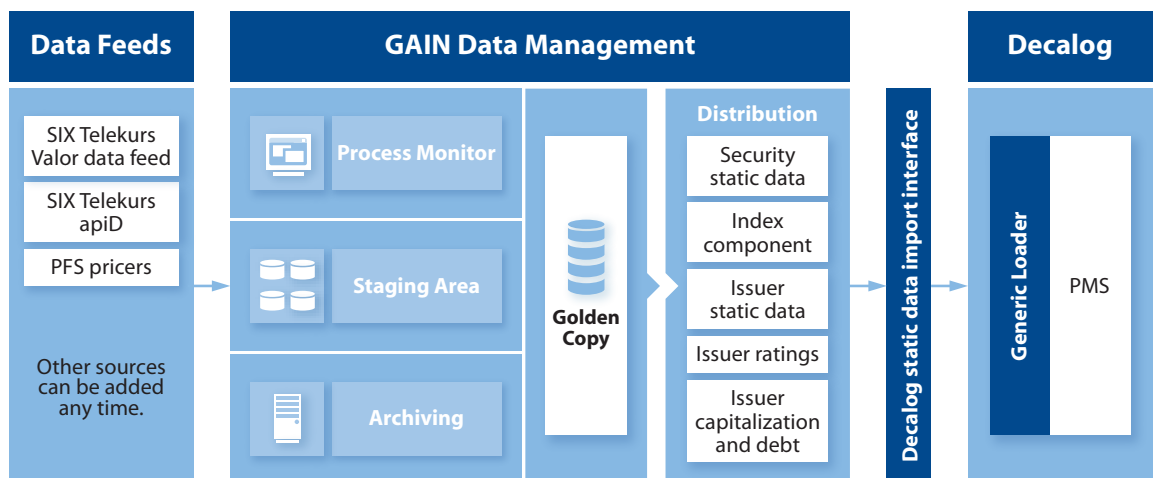 Data Feeds
SIX Telekurs
Valor data feed
SIX Telekurs
apiD
PFS pricers
Other sources
can be added
any time.
GAIN Data Management
Process Monitor
Staging Area
Archiving
Golden
Copy
Distribution
Security
static data
Index
component
Issuer
static data
Issuer ratings
Issuer
capitalization
and debt
Decalog static data import interface
Decalog
Generic Loader
PMS